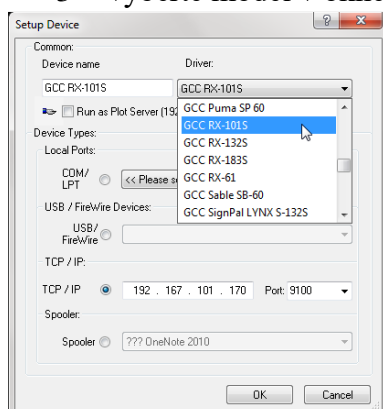 Setup Device
Common:
Device name
Driver:
GCC RX-101S
GCC RX-101S
Run as Plot Server (192
GCC Puma SP 60
GCC RX-101S
GCC RX-132S
GCC RX-183S
GCC RX-61
GCC Sable SB-60
GCC SignPal LYNX S-132S
Device Types:
Local Ports:
COM/
LPT
<< Please se
USB / FireWire Devices:
USB/
FireWire
TCP / IP:
TCP / IP
192 . 167 . 101 . 170
Port:
9100
Spooler:
Spooler
??? OneNote 2010
OK
Cancel